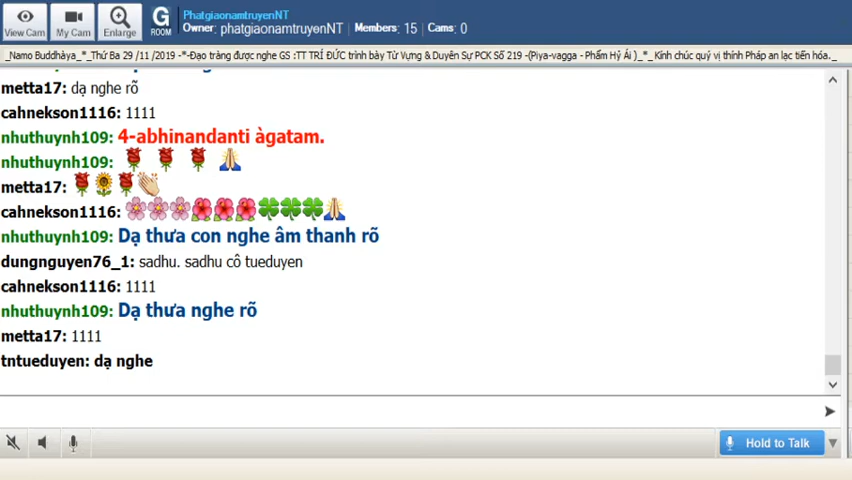 PhatgiaonamtruyenNT
Owner: phatgiaonamtruyenNT Members: 15 Cams: 0
View Cam
My Cam
Enlarge
G
ROOM
_Namo Buddhàya_*_Thứ Ba 29 /11 /2019 -*-Đạo tràng được nghe GS :TT TRÍ ĐỨC trình bày Từ Vựng & Duyên Sự PCK Số 219 -(Piya-vagga - Phẩm Hỷ Ái )_*_ Kính chúc quý vị thính Pháp an lạc tiến hóa._
metta17: dạ nghe rõ
cahnekson1116: 1111
nhuthuynh109: 4-abhinandanti àgatam.
nhuthuynh109:
metta17:
cahnekson1116:
nhuthuynh109: Dạ thưa con nghe âm thanh rõ
dungnguyen76_1: sadhu. sadhu cô tueduyen
cahnekson1116: 1111
nhuthuynh109: Dạ thưa nghe rõ
metta17: 1111
tntueduyen: dạ nghe
Hold to Talk